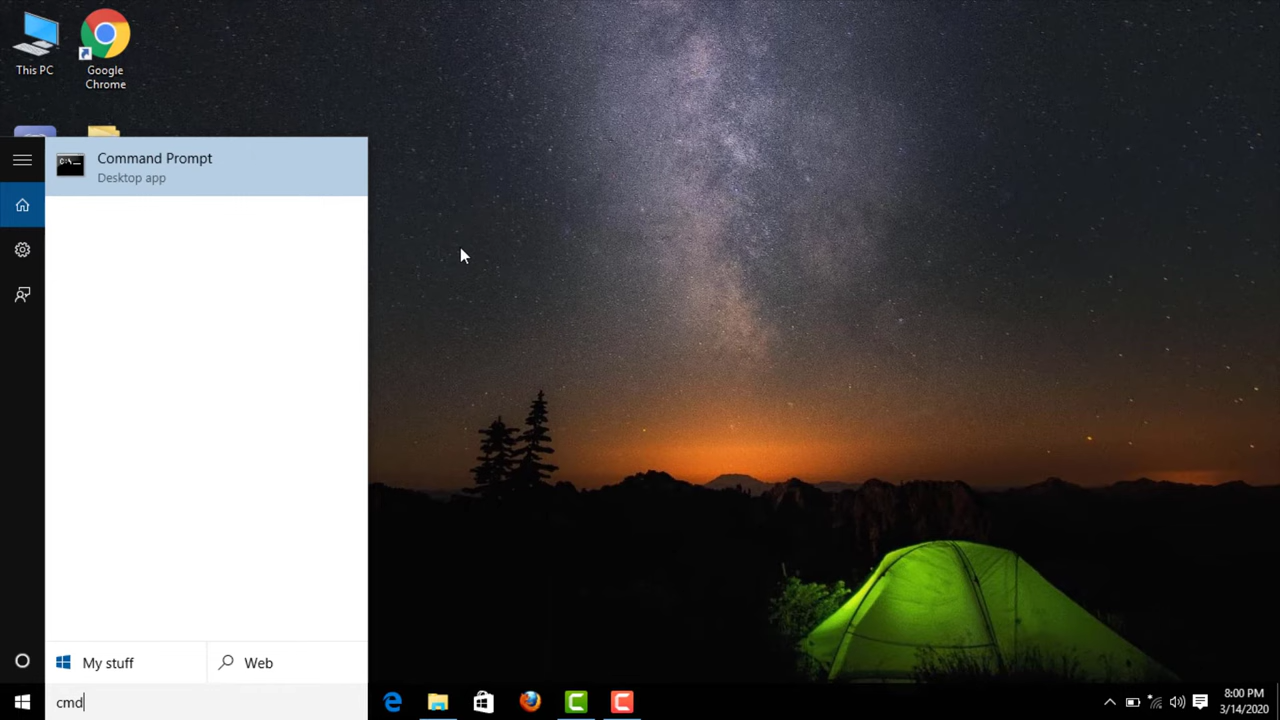 This PC
Google
Chrome
Command Prompt
Desktop app
My stuff
Web
cmd
8:00 PM
3/14/2020